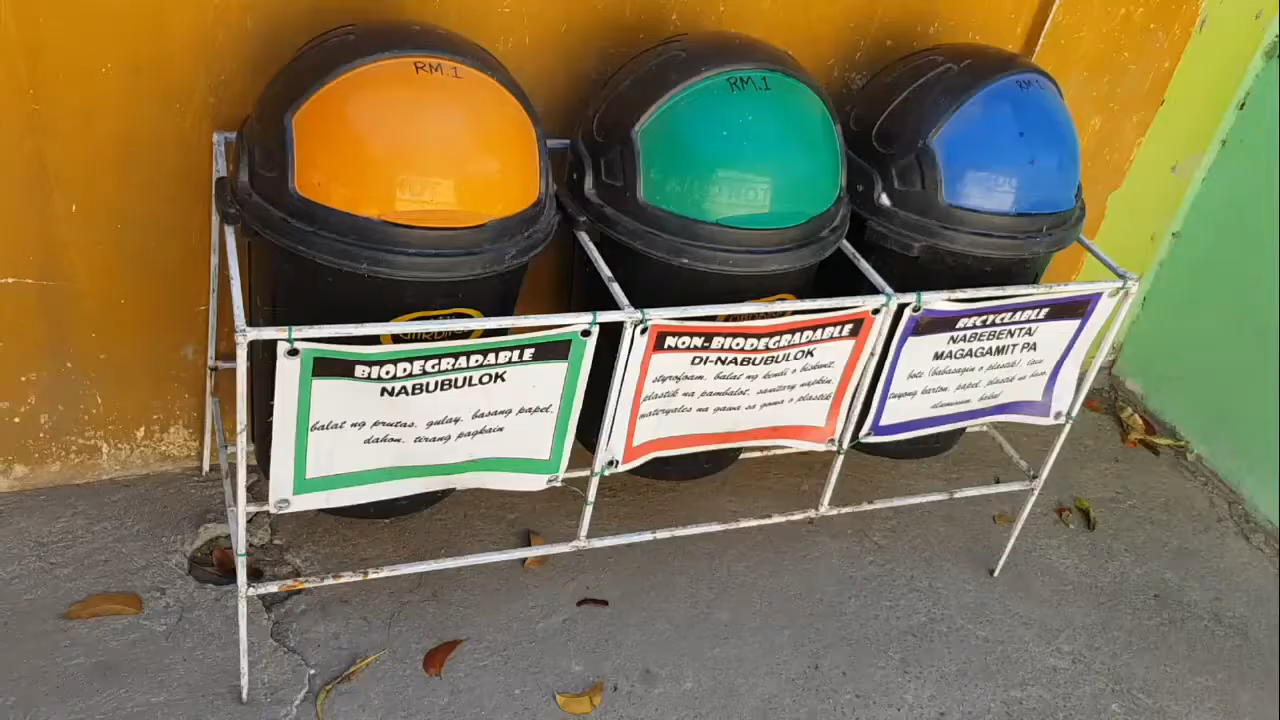 RM.1
RM.1
RM.1
BIODEGRADABLE
NABUBULOK
balat ng prutas, gulay, basang papel,
dahon, tirang pagkain
NON-BIODEGRADABLE
DI-NABUBULOK
styrofoam, balat ng kendi o biskwit,
plastik na pambalot, sanitary napkin,
materyales na gawa sa goma o plastik
RECYCLABLE
NABEBENTA/
MAGAGAMIT PA
bote (babasagin o plastik), lata
tuyong karton, papel, plastik na baso,
aluminum, bakal